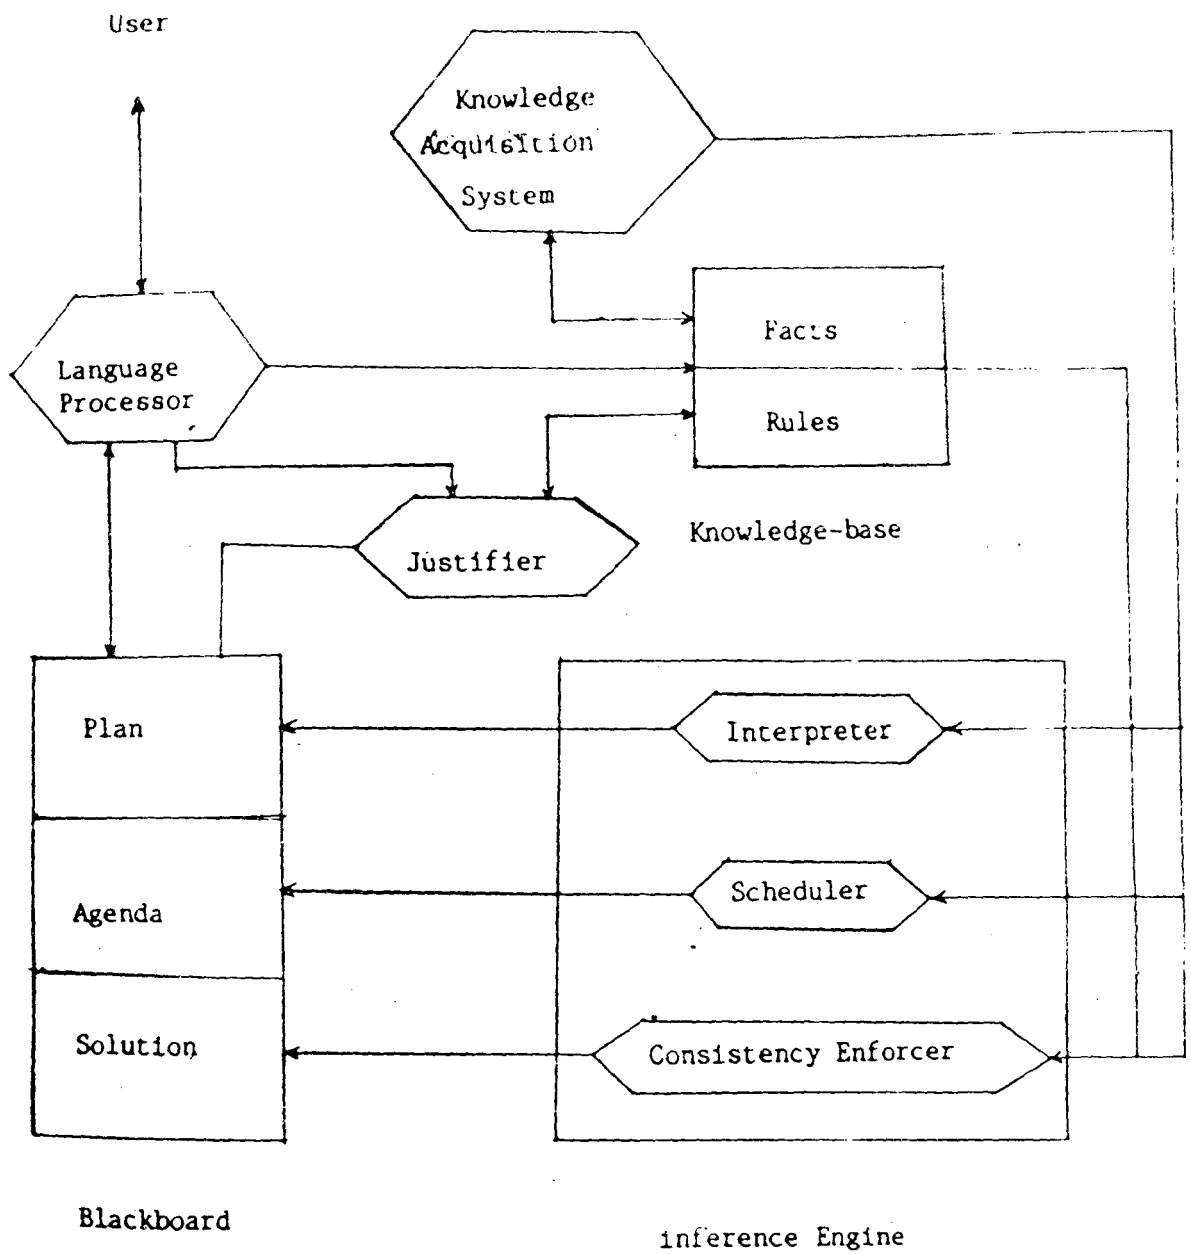 User
Knowledge
Acquisition
System
Facts
Language
Processor
Rules
Knowledge-base
Justifier
Plan
Interpreter
Agenda
Scheduler
Solution
Consistency Enforcer
Blackboard
inference Engine